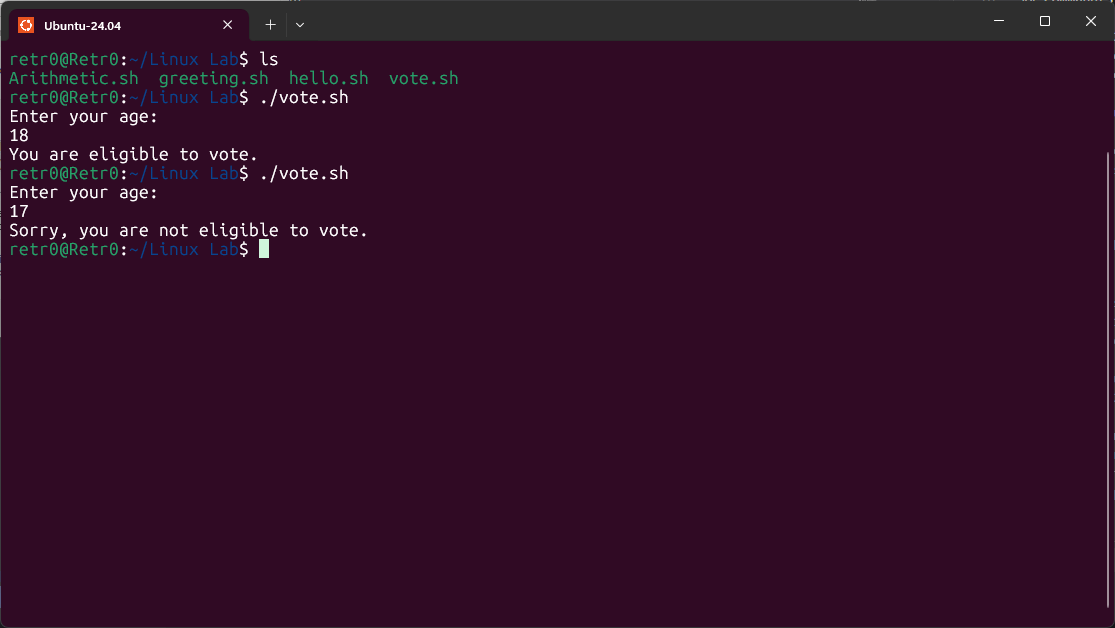 Ubuntu-24.04
retr0@Retr0:~/Linux Lab$ ls
Arithmetic.sh  greeting.sh  hello.sh  vote.sh
retr0@Retr0:~/Linux Lab$ ./vote.sh
Enter your age:
18
You are eligible to vote.
retr0@Retr0:~/Linux Lab$ ./vote.sh
Enter your age:
17
Sorry, you are not eligible to vote.
retr0@Retr0:~/Linux Lab$